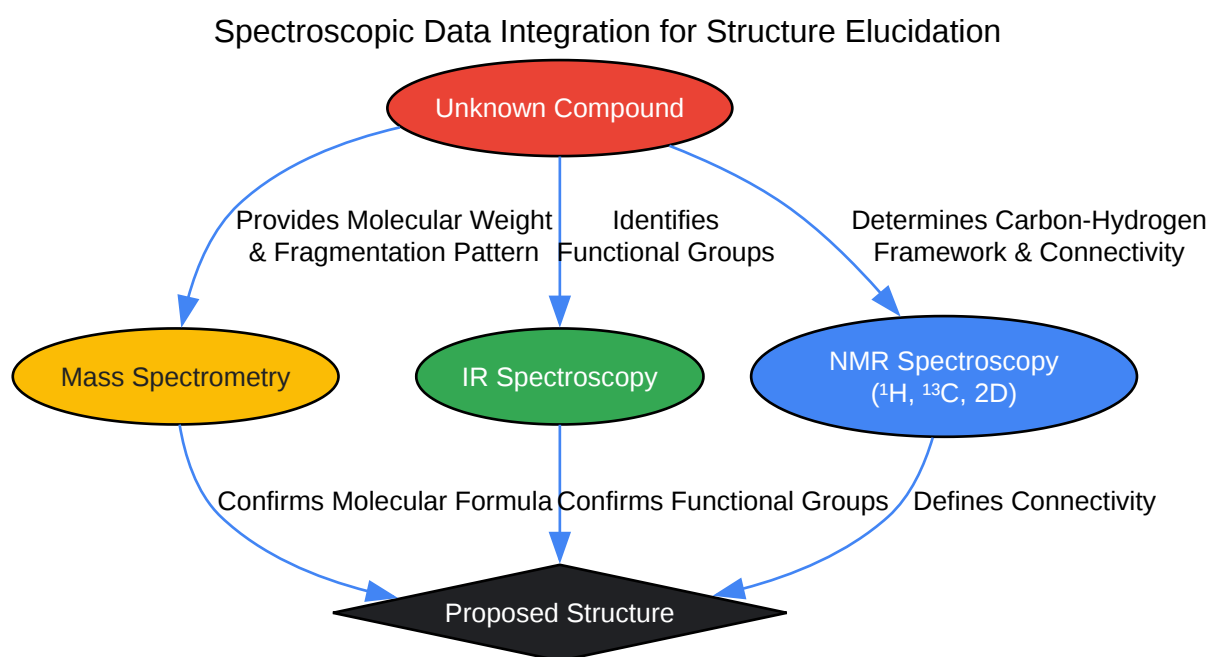 Spectroscopic Data Integration for Structure Elucidation
Unknown Compound
Provides Molecular Weight
& Fragmentation Pattern
Identifies
Functional Groups
Determines Carbon-Hydrogen
Framework & Connectivity
Mass Spectrometry
IR Spectroscopy
NMR Spectroscopy
(¹H, ¹³C, 2D)
Confirms Molecular Formula
Confirms Functional Groups
Defines Connectivity
Proposed Structure